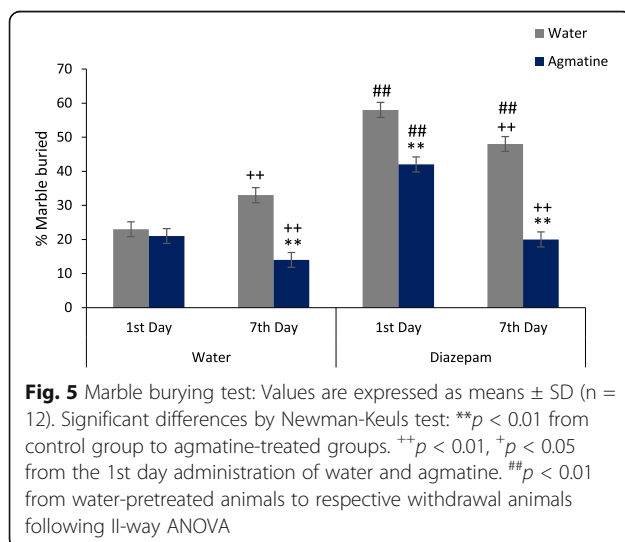 Water
Agmatine
70
60
50
40
30
20
10
0
% Marble buried
##
##
**
##
++
++
++
**
++
**
1st Day
7th Day
1st Day
7th Day
Water
Diazepam
Fig. 5 Marble burying test: Values are expressed as means ± SD (n =
12). Significant differences by Newman-Keuls test: **p < 0.01 from
control group to agmatine-treated groups. ++p < 0.01, +p < 0.05
from the 1st day administration of water and agmatine. ##p < 0.01
from water-pretreated animals to respective withdrawal animals
following II-way ANOVA